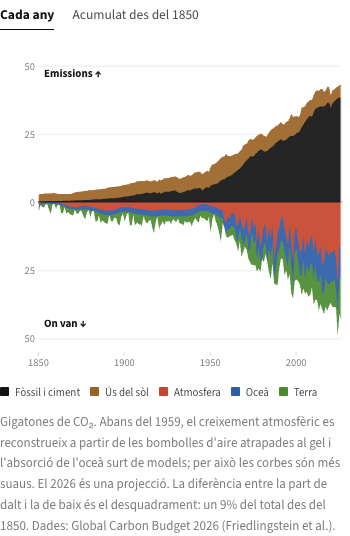 Cada any Acumulat des del 1850
50
Emissions ↑
25
0
25
On van ↓
50
1850 1900 1950 2000
Fòssil i ciment Ús del sòl Atmosfera Oceà Terra
Gigatones de CO₂. Abans del 1959, el creixement atmosfèric es
reconstrueix a partir de les bombolles d'aire atrapades al gel i
l'absorció de l'oceà surt de models; per això les corbes són més
suaus. El 2026 és una projecció. La diferència entre la part de
dalt i la de baix és el desquadrament: un 9% del total des del
1850. Dades: Global Carbon Budget 2026 (Friedlingstein et al.).